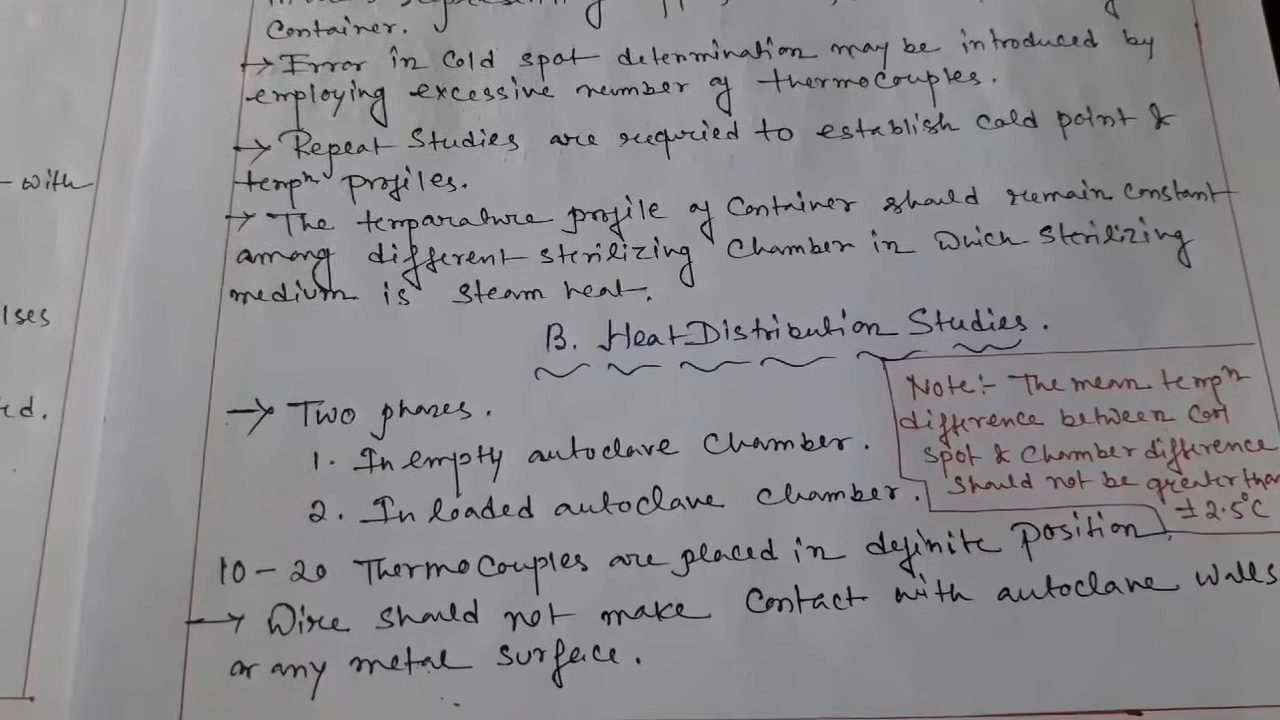 Container.
→ Error in Cold spot determination may be introduced by
employing excessive number of thermocouples.
→ Repeat Studies are requried to establish cold point &
tempn profiles.
→ The temparature profile of Container should remain constant
among different sterilizing Chamber in which Sterilizing
medium is steam heat.
B. Heat Distribution Studies.
→ Two phases.
1. In empty autoclave Chamber.
2. In loaded autoclave chamber.
Note:- The mean tempn
difference between
spot & Chamber difference
should not be greater than
±2.5°C
10-20 Thermocouples are placed in definite position.
→ Wire should not make Contact with autoclave walls
or any metal surface.
- with
ises
ed.